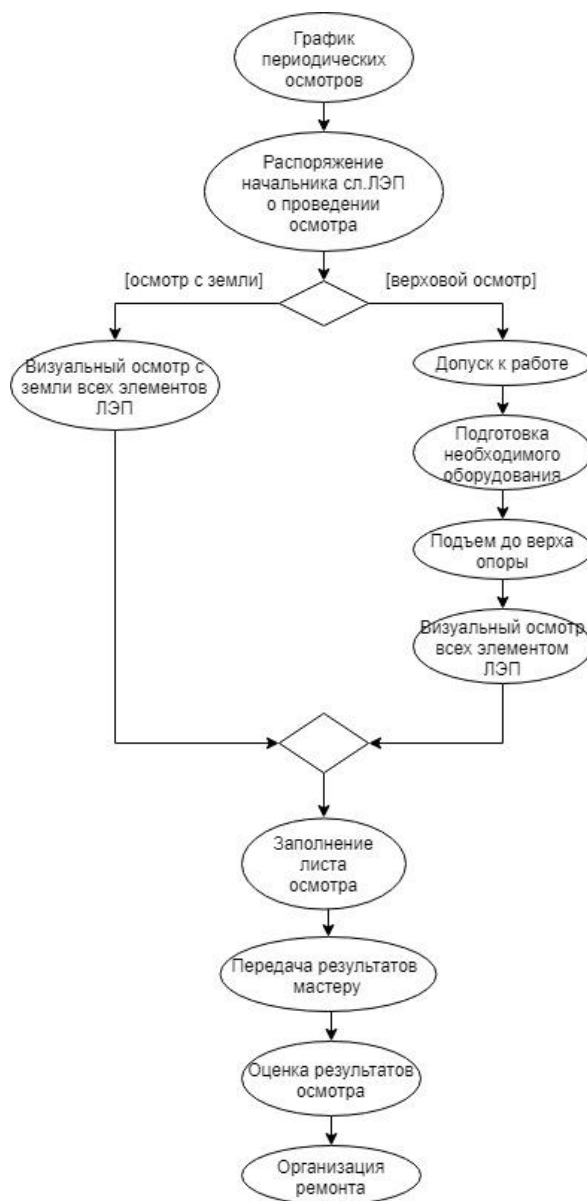 График
периодических
осмотров
Распоряжение
начальника сл.ЛЭП
о проведении
осмотра
[осмотр с земли]
[верховой осмотр]
Визуальный осмотр с
земли всех элементов
ЛЭП
Допуск к работе
Подготовка
необходимого
оборудования
Подъем до верха
опоры
Визуальный осмотр
всех элементом
ЛЭП
Заполнение
листа
осмотра
Передача результатов
мастеру
Оценка результатов
осмотра
Организация
ремонта